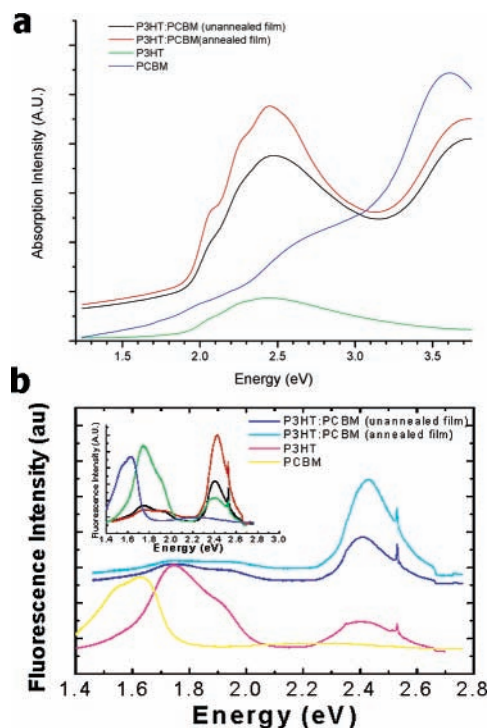 a
P3HT:PCBM (unannealed film)
P3HT:PCBM(annealed film)
P3HT
PCBM
Absorption Intensity (A.U.)
1.5 2.0 2.5 3.0 3.5
Energy (eV)
b
P3HT:PCBM (unannealed film)
P3HT:PCBM (annealed film)
P3HT
PCBM
Fluorescence Intensity (au)
Fluorescence Intensity (A.U.)
1.4 1.6 1.8 2.0 2.2 2.4 2.6 2.8 3.0
Energy (eV)
1.4 1.6 1.8 2.0 2.2 2.4 2.6 2.8
Energy (eV)